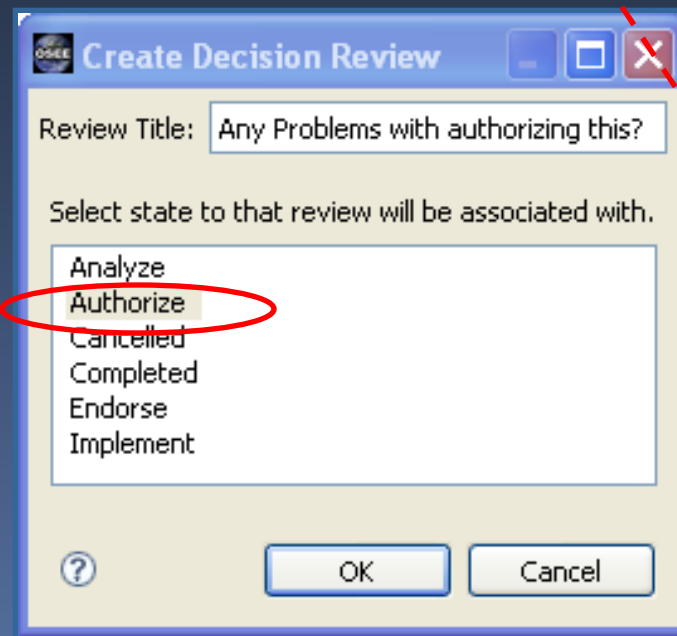 OSEE Create Decision Review
Review Title: Any Problems with authorizing this?
Select state to that review will be associated with.
Analyze
Authorize
Cancelled
Completed
Endorse
Implement
? OK Cancel